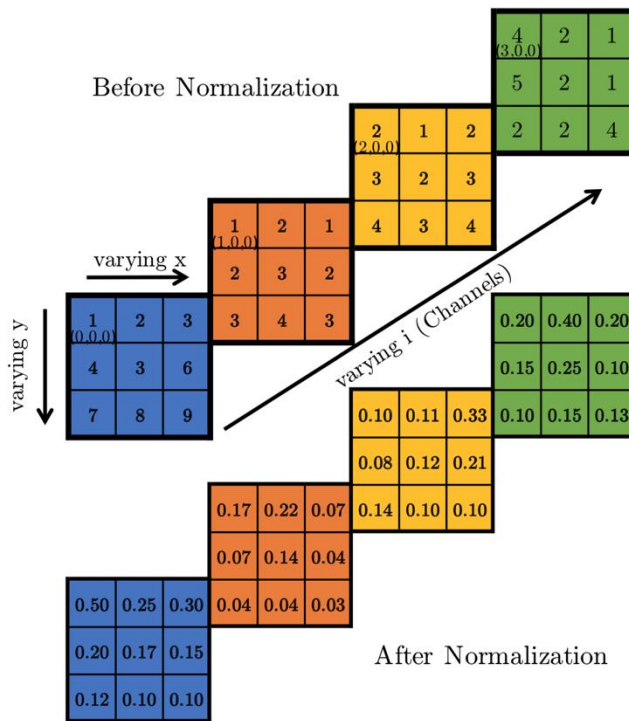 Before Normalization
4 2 1
(3,0,0)
5 2 1
2 2 4
2 1 2
(2,0,0)
3 2 3
4 3 4
1 2 1
(1,0,0)
2 3 2
3 4 3
varying x
varying y
1 2 3
(0,0,0)
4 3 6
7 8 9
varying i (Channels)
0.20 0.40 0.20
0.15 0.25 0.10
0.10 0.15 0.13
0.10 0.11 0.33
0.08 0.12 0.21
0.14 0.10 0.10
0.17 0.22 0.07
0.07 0.14 0.04
0.04 0.04 0.03
0.50 0.25 0.30
0.20 0.17 0.15
0.12 0.10 0.10
After Normalization